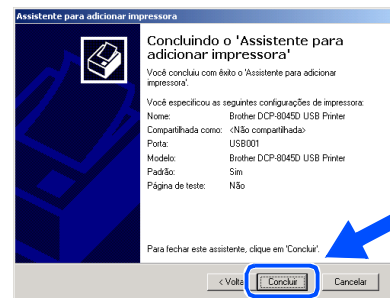 Assistente para adicionar impressora
Concluindo o 'Assistente para
adicionar impressora'
Você concluiu com êxito o 'Assistente para adicionar
impressora'.
Você especificou as seguintes configurações de impressora:
Nome: Brother DCP-8045D USB Printer
Compartilhada como: <Não compartilhada>
Porta: USB001
Modelo: Brother DCP-8045D USB Printer
Padrão: Sim
Página de teste: Não
Para fechar este assistente, clique em 'Concluir'.
< Volta Concluir Cancelar